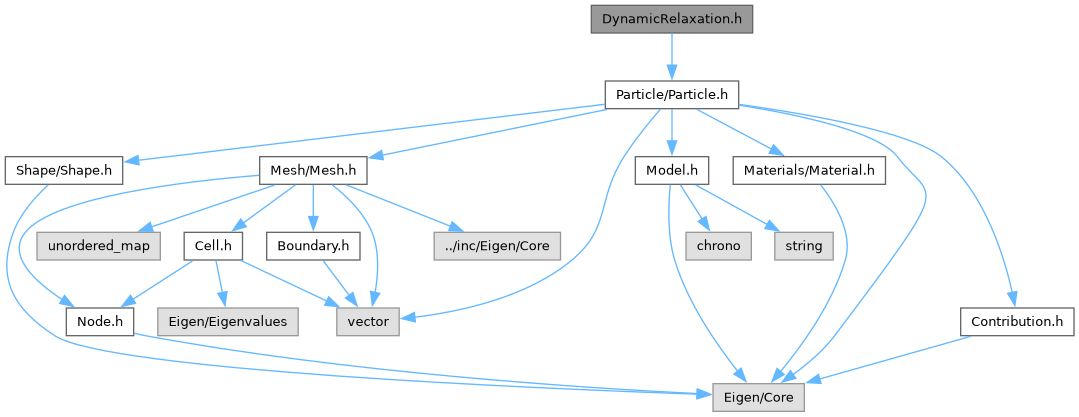 DynamicRelaxation.h
Particle/Particle.h
Shape/Shape.h
Mesh/Mesh.h
Model.h
Materials/Material.h
unordered_map
Cell.h
Boundary.h
../inc/Eigen/Core
chrono
string
Node.h
Eigen/Eigenvalues
vector
Contribution.h
Eigen/Core